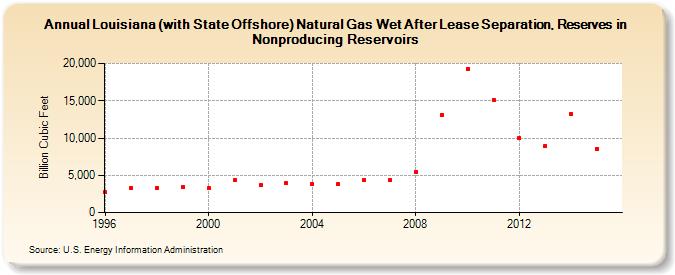 Annual Louisiana (with State Offshore) Natural Gas Wet After Lease Separation, Reserves in
Nonproducing Reservoirs
Billion Cubic Feet
20,000
15,000
10,000
5,000
0
1996 2000 2004 2008 2012
Source: U.S. Energy Information Administration